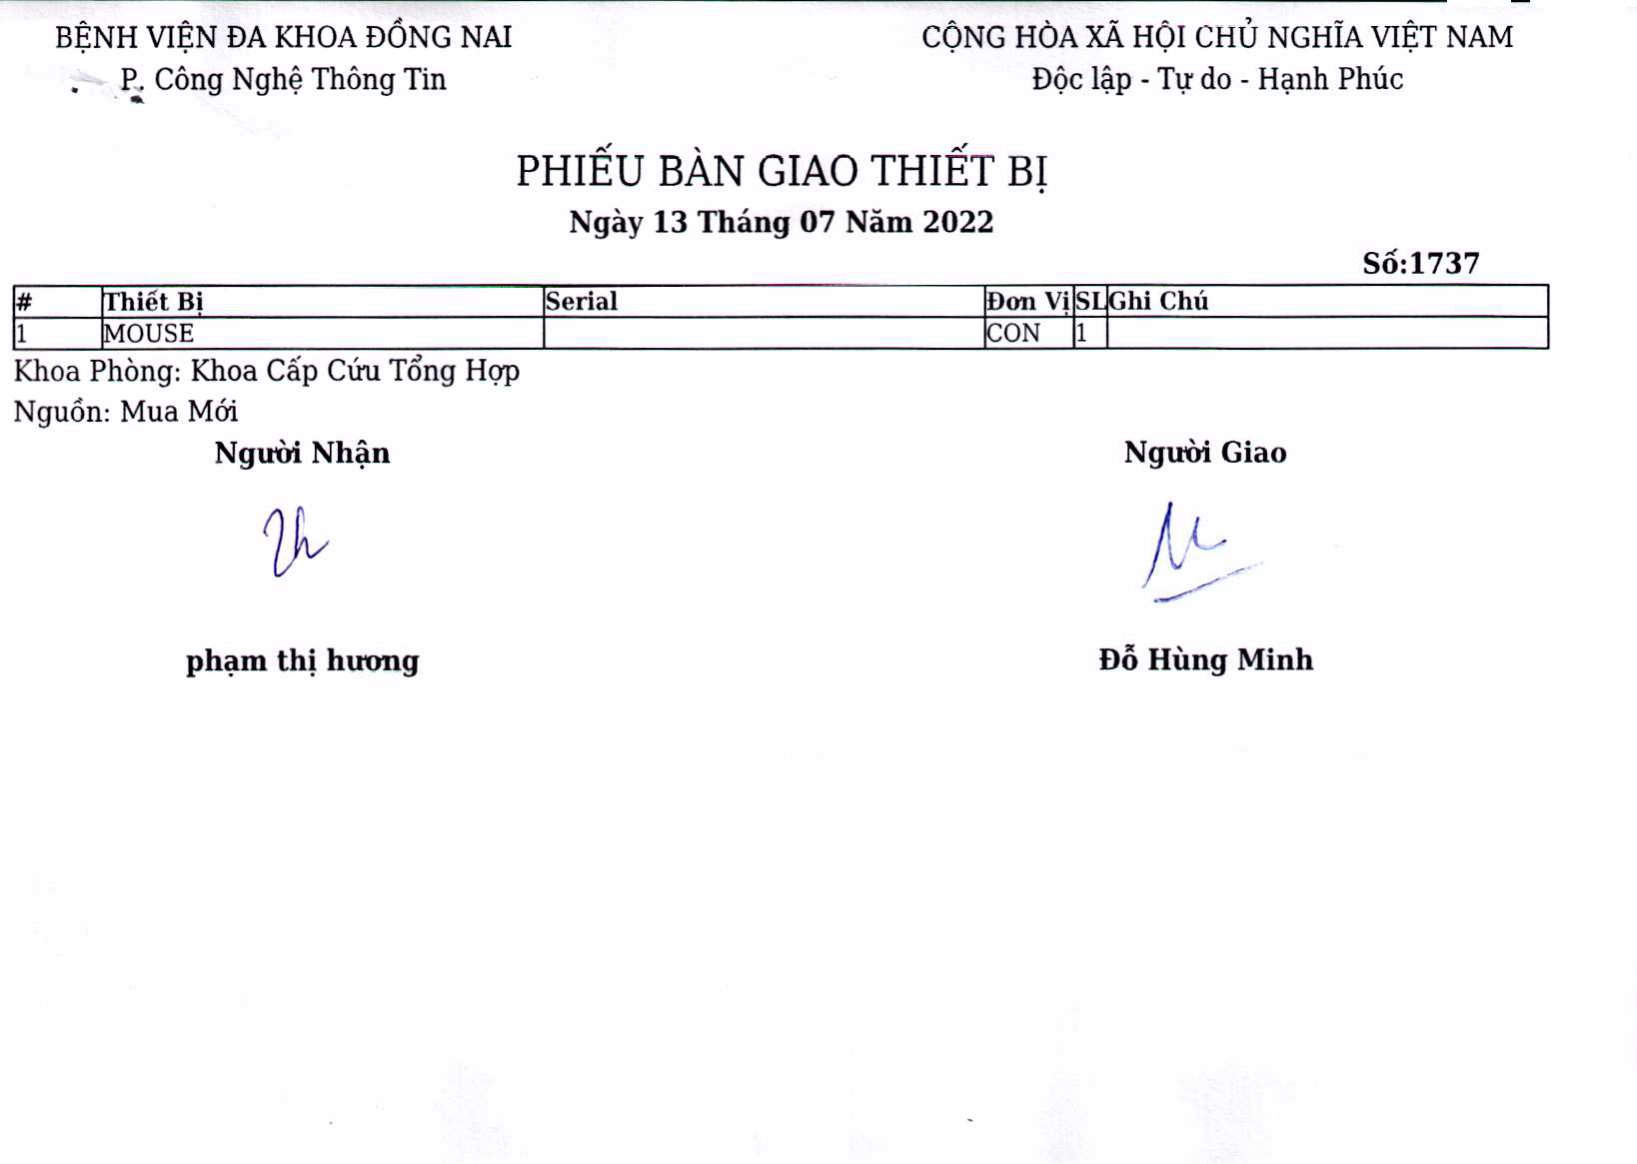 BỆNH VIỆN ĐA KHOA ĐỒNG NAI
P. Công Nghệ Thông Tin
CỘNG HÒA XÃ HỘI CHỦ NGHĨA VIỆT NAM
Độc lập - Tự do - Hạnh Phúc
PHIẾU BÀN GIAO THIẾT BỊ
Ngày 13 Tháng 07 Năm 2022
Số:1737
# Thiết Bị Serial Đơn Vị SL Ghi Chú
1 MOUSE CON 1
Khoa Phòng: Khoa Cấp Cứu Tổng Hợp
Nguồn: Mua Mới
Người Nhận Người Giao
phạm thị hương Đỗ Hùng Minh